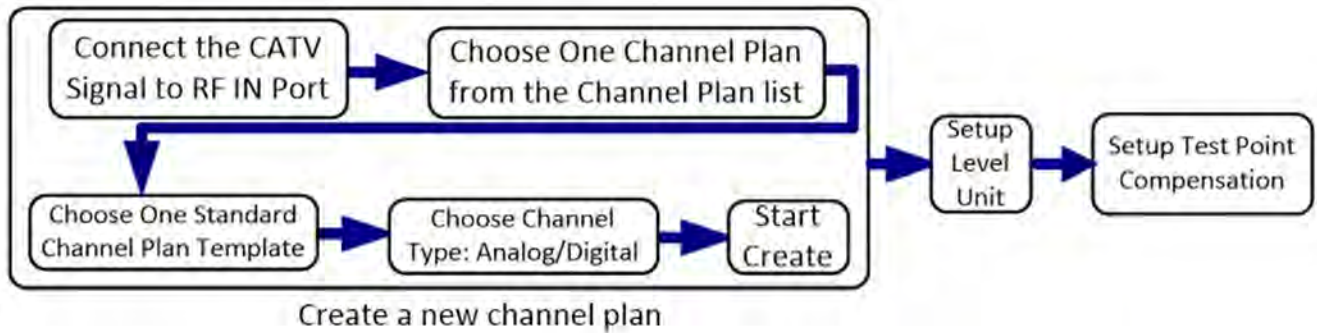 Connect the CATV
Signal to RF IN Port
Choose One Channel Plan
from the Channel Plan list
Choose One Standard
Channel Plan Template
Choose Channel
Type: Analog/Digital
Start
Create
Create a new channel plan
Setup
Level
Unit
Setup Test Point
Compensation